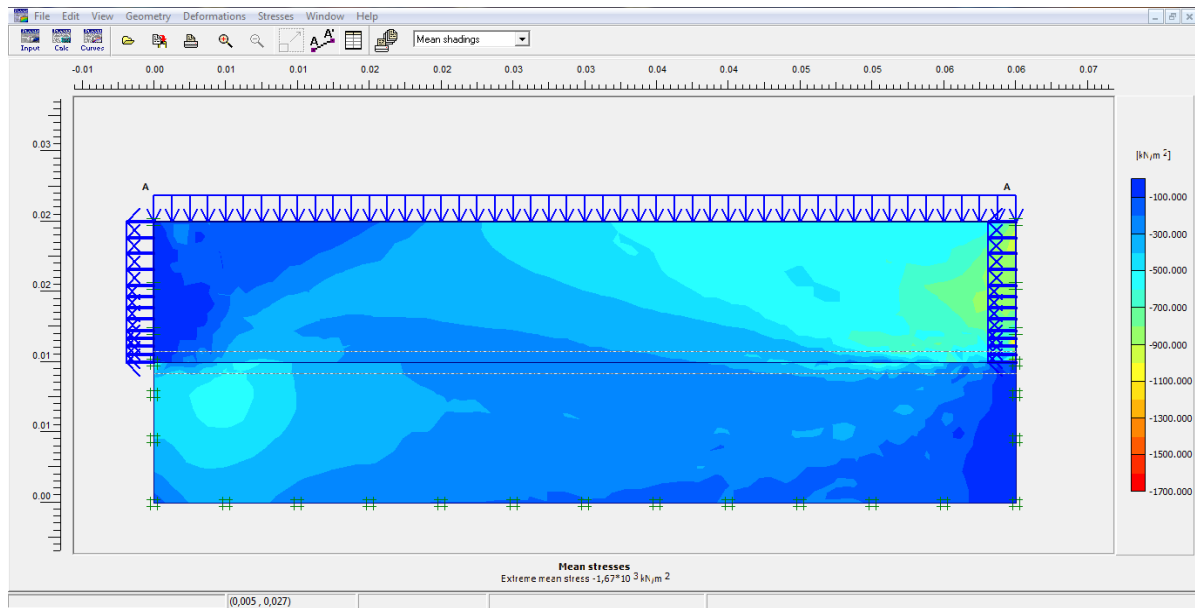 File Edit View Geometry Deformations Stresses Window Help
Input Calc Curves Mean shadings
-0.01 0.00 0.01 0.01 0.02 0.02 0.03 0.03 0.04 0.04 0.05 0.05 0.06 0.06 0.07
0.03
[kN/m2]
A A
-100.000
0.02
-300.000
-500.000
0.02
-700.000
-900.000
0.01
-1100.000
-1300.000
0.01
-1500.000
-1700.000
0.00
Mean stresses
Extreme mean stress -1,67*10 3 kN/m 2
(0,005 , 0,027)